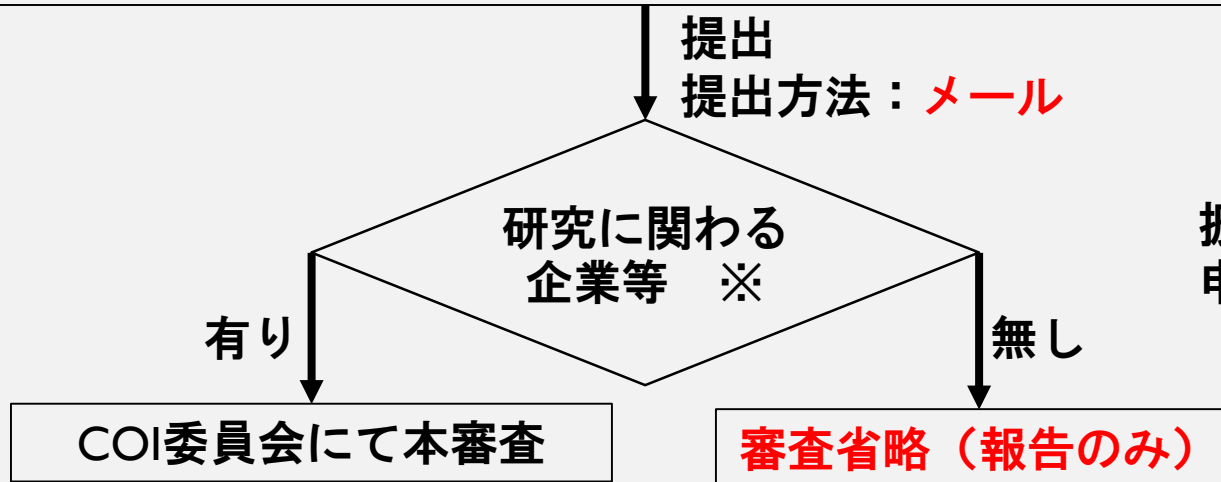 提出
提出方法：メール
研究に関わる
企業等　※
有り
無し
COI委員会にて本審査
審査省略（報告のみ）